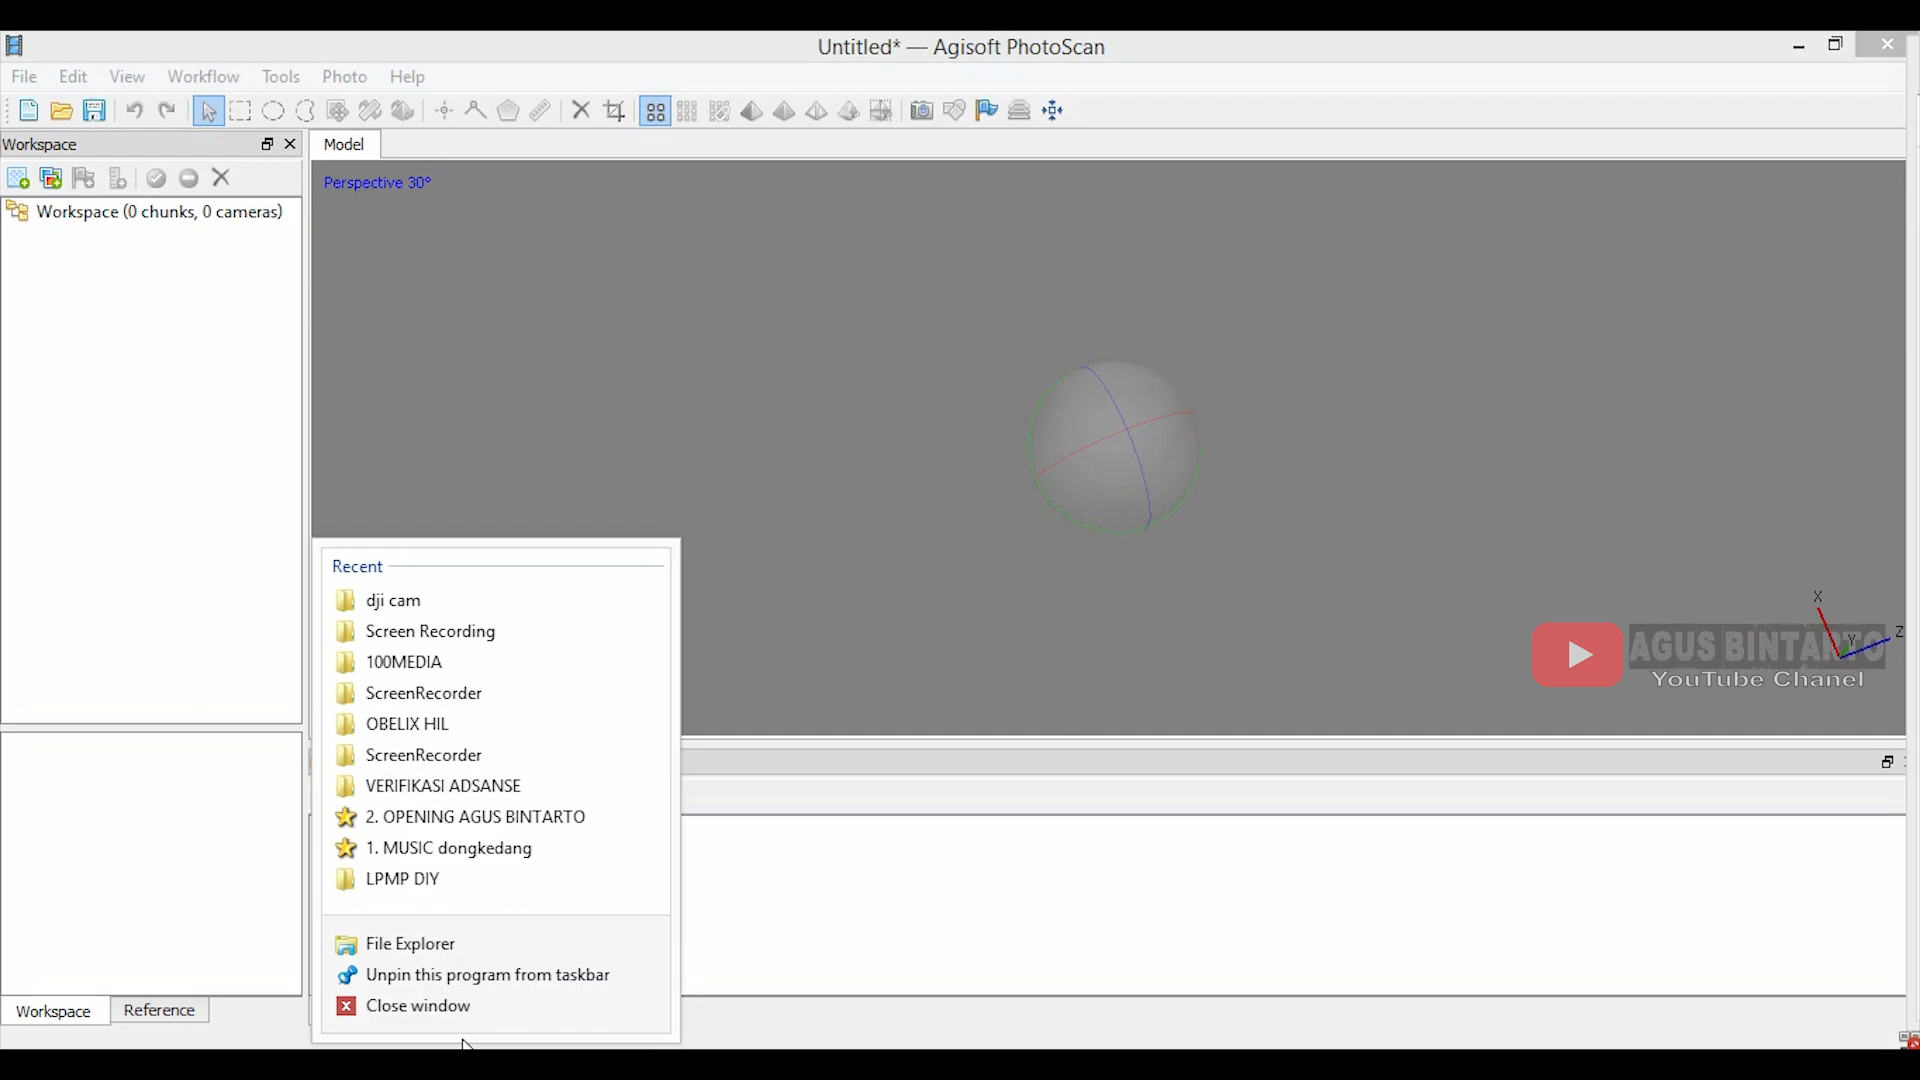 Untitled* — Agisoft PhotoScan
File Edit View Workflow Tools Photo Help
Workspace
Model
Perspective 30°
Workspace (0 chunks, 0 cameras)
X
Y
Z
AGUS BINTARTO
YouTube Chanel
Recent
dji cam
Screen Recording
100MEDIA
ScreenRecorder
OBELIX HIL
ScreenRecorder
VERIFIKASI ADSANSE
2. OPENING AGUS BINTARTO
1. MUSIC dongkedang
LPMP DIY
File Explorer
Unpin this program from taskbar
Close window
Workspace Reference